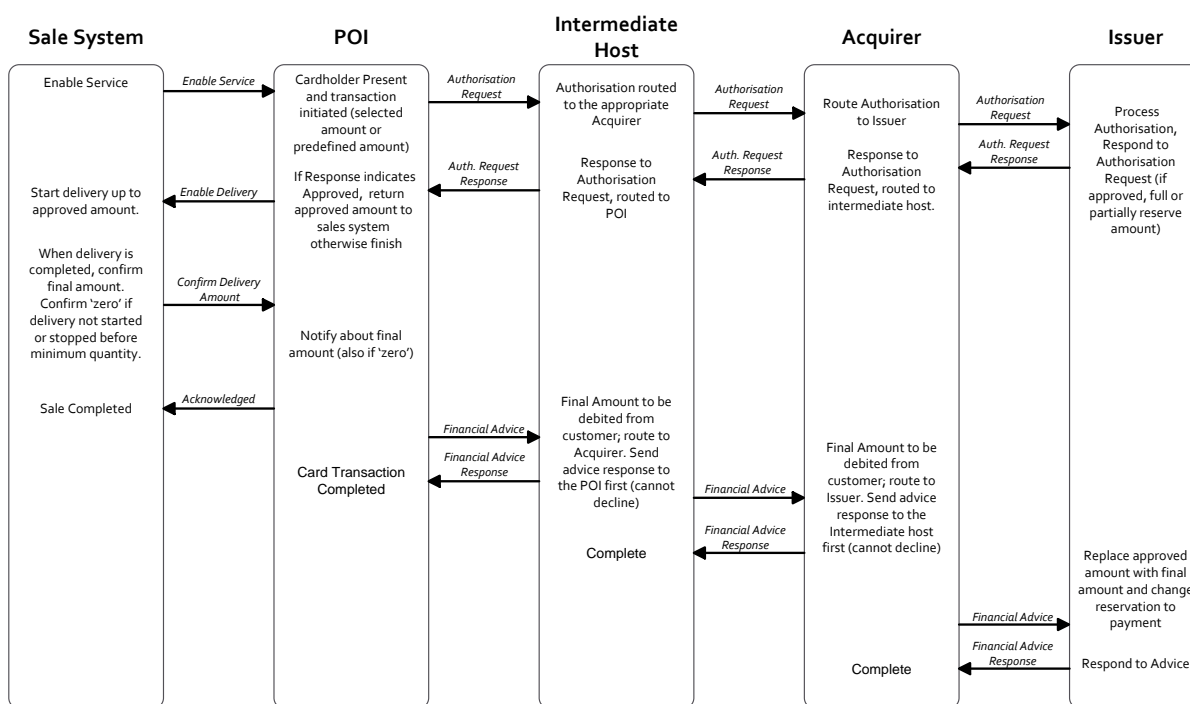 Sale System
POI
Intermediate
Host
Acquirer
Issuer
Enable Service
Enable Service
Cardholder Present
and transaction
initiated (selected
amount or
predefined amount)
Authorisation
Request
Authorisation routed
to the appropriate
Acquirer
Authorisation
Request
Route Authorisation
to Issuer
Authorisation
Request
Process
Authorisation,
Respond to
Authorisation
Request (if
approved, full or
partially reserve
amount)
Auth. Request
Response
Response to
Authorisation
Request, routed to
intermediate host.
Auth. Request
Response
Response to
Authorisation
Request, routed to
POI
Auth. Request
Response
If Response indicates
Approved, return
approved amount to
sales system
otherwise finish
Enable Delivery
Start delivery up to
approved amount.
When delivery is
completed, confirm
final amount.
Confirm ‘zero’ if
delivery not started
or stopped before
minimum quantity.
Confirm Delivery
Amount
Notify about final
amount (also if ‘zero’)
Acknowledged
Sale Completed
Financial Advice
Final Amount to be
debited from
customer; route to
Acquirer. Send
advice response to
the POI first (cannot
decline)
Financial Advice
Response
Card Transaction
Completed
Financial Advice
Final Amount to be
debited from
customer; route to
Issuer. Send advice
response to the
Intermediate host
first (cannot decline)
Financial Advice
Response
Complete
Financial Advice
Replace approved
amount with final
amount and change
reservation to
payment
Financial Advice
Response
Respond to Advice
Complete